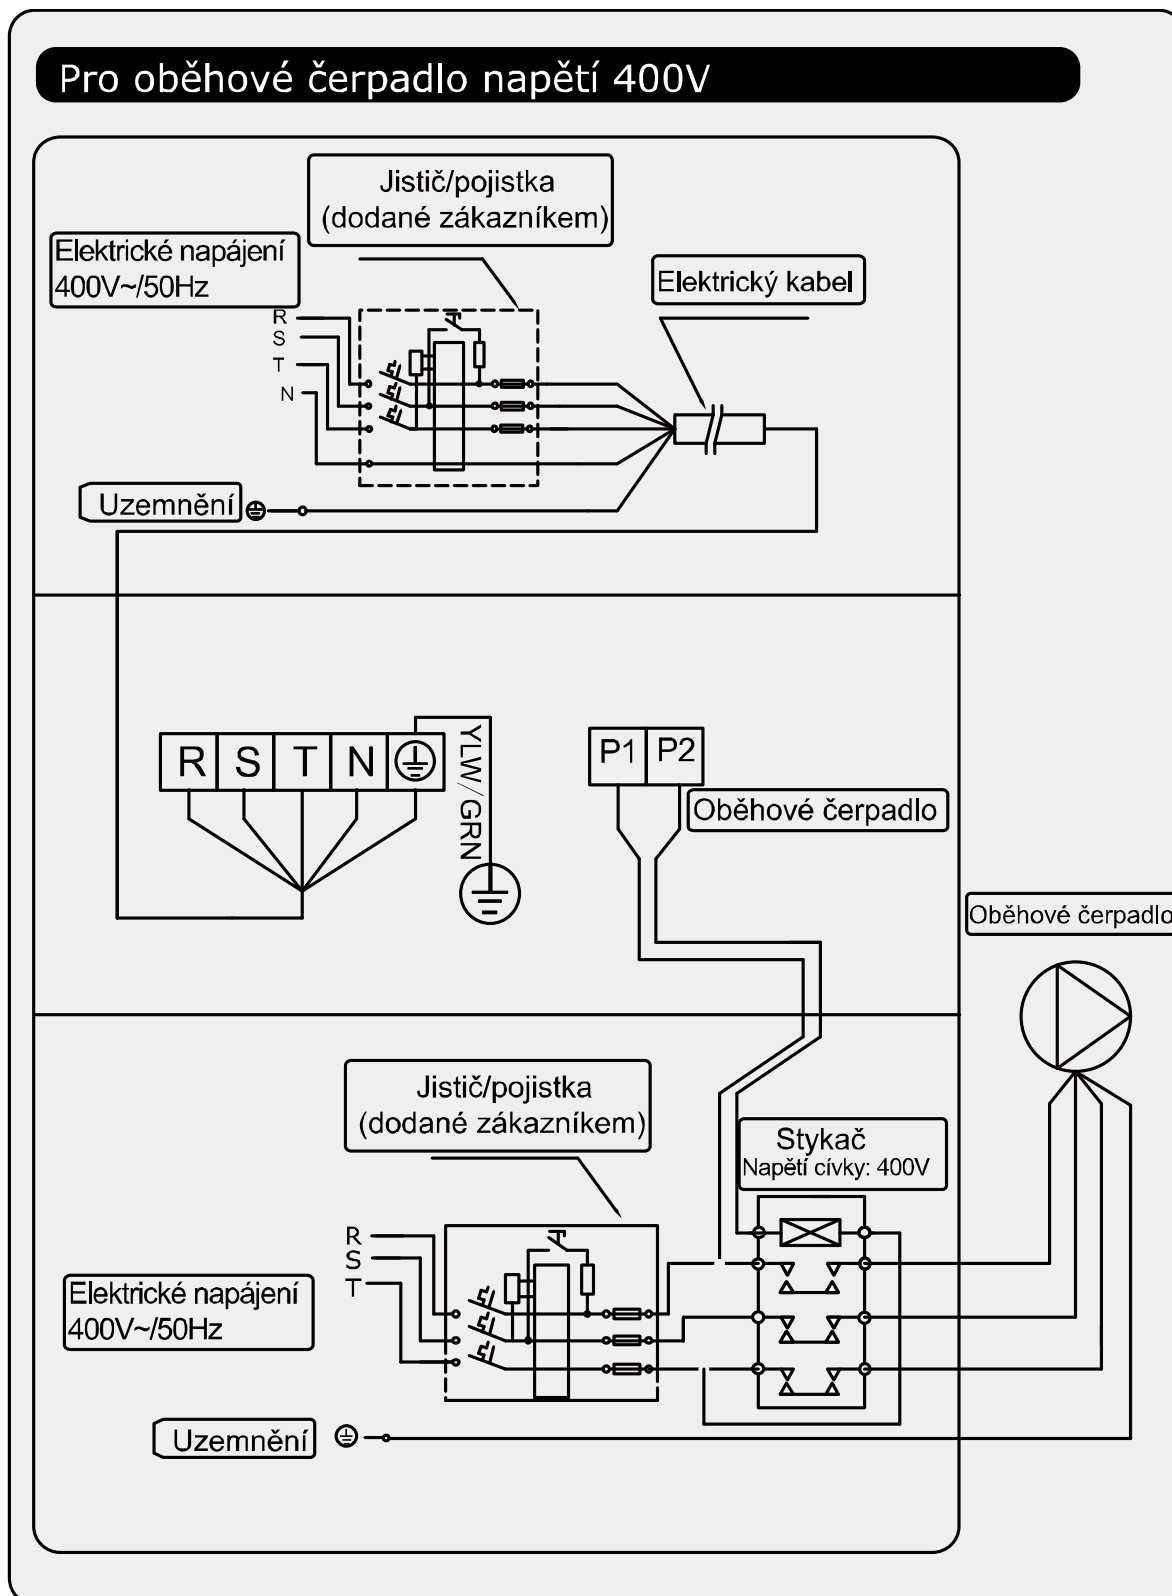 Pro oběhové čerpadlo napětí 400V
Jistič/pojistka
(dodané zákazníkem)
Elektrické napájení
400V~/50Hz
Elektrický kabel
R
S
T
N
Uzemnění
R S T N
YLW/GRN
P1 P2
Oběhové čerpadlo
Oběhové čerpadlo
Jistič/pojistka
(dodané zákazníkem)
Stykač
Napětí cívky: 400V
R
S
T
Elektrické napájení
400V~/50Hz
Uzemnění